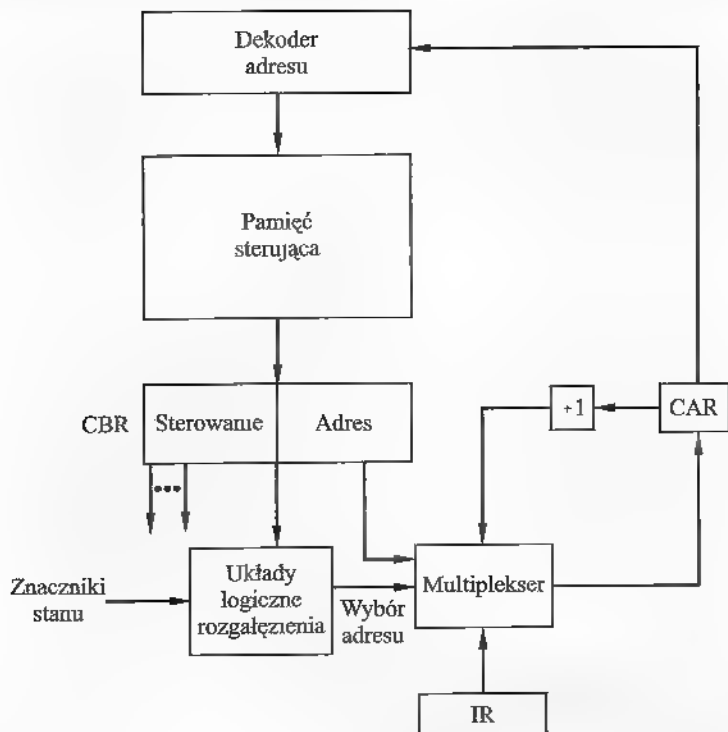 Dekoder
adresu
Pamięć
sterująca
CBR
Sterowanie
Adres
+1
CAR
Znaczniki
stanu
Układy
logiczne
rozgałęzienia
Wybór
adresu
Multiplekser
IR